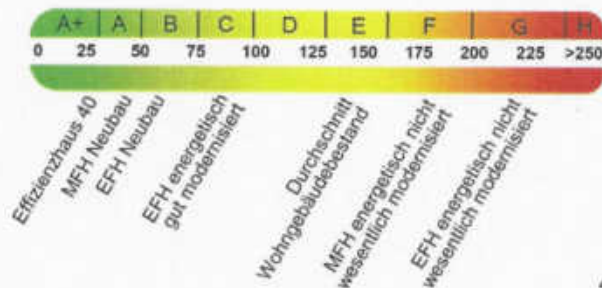 A+ A B C D E F G H
0 25 50 75 100 125 150 175 200 225 >250
Effizienzhaus 40
MFH Neubau
EFH Neubau
EFH energetisch
gut modernisiert
Durchschnitt
Wohngebäudebestand
MFH energetisch nicht
wesentlich modernisiert
EFH energetisch nicht
wesentlich modernisiert